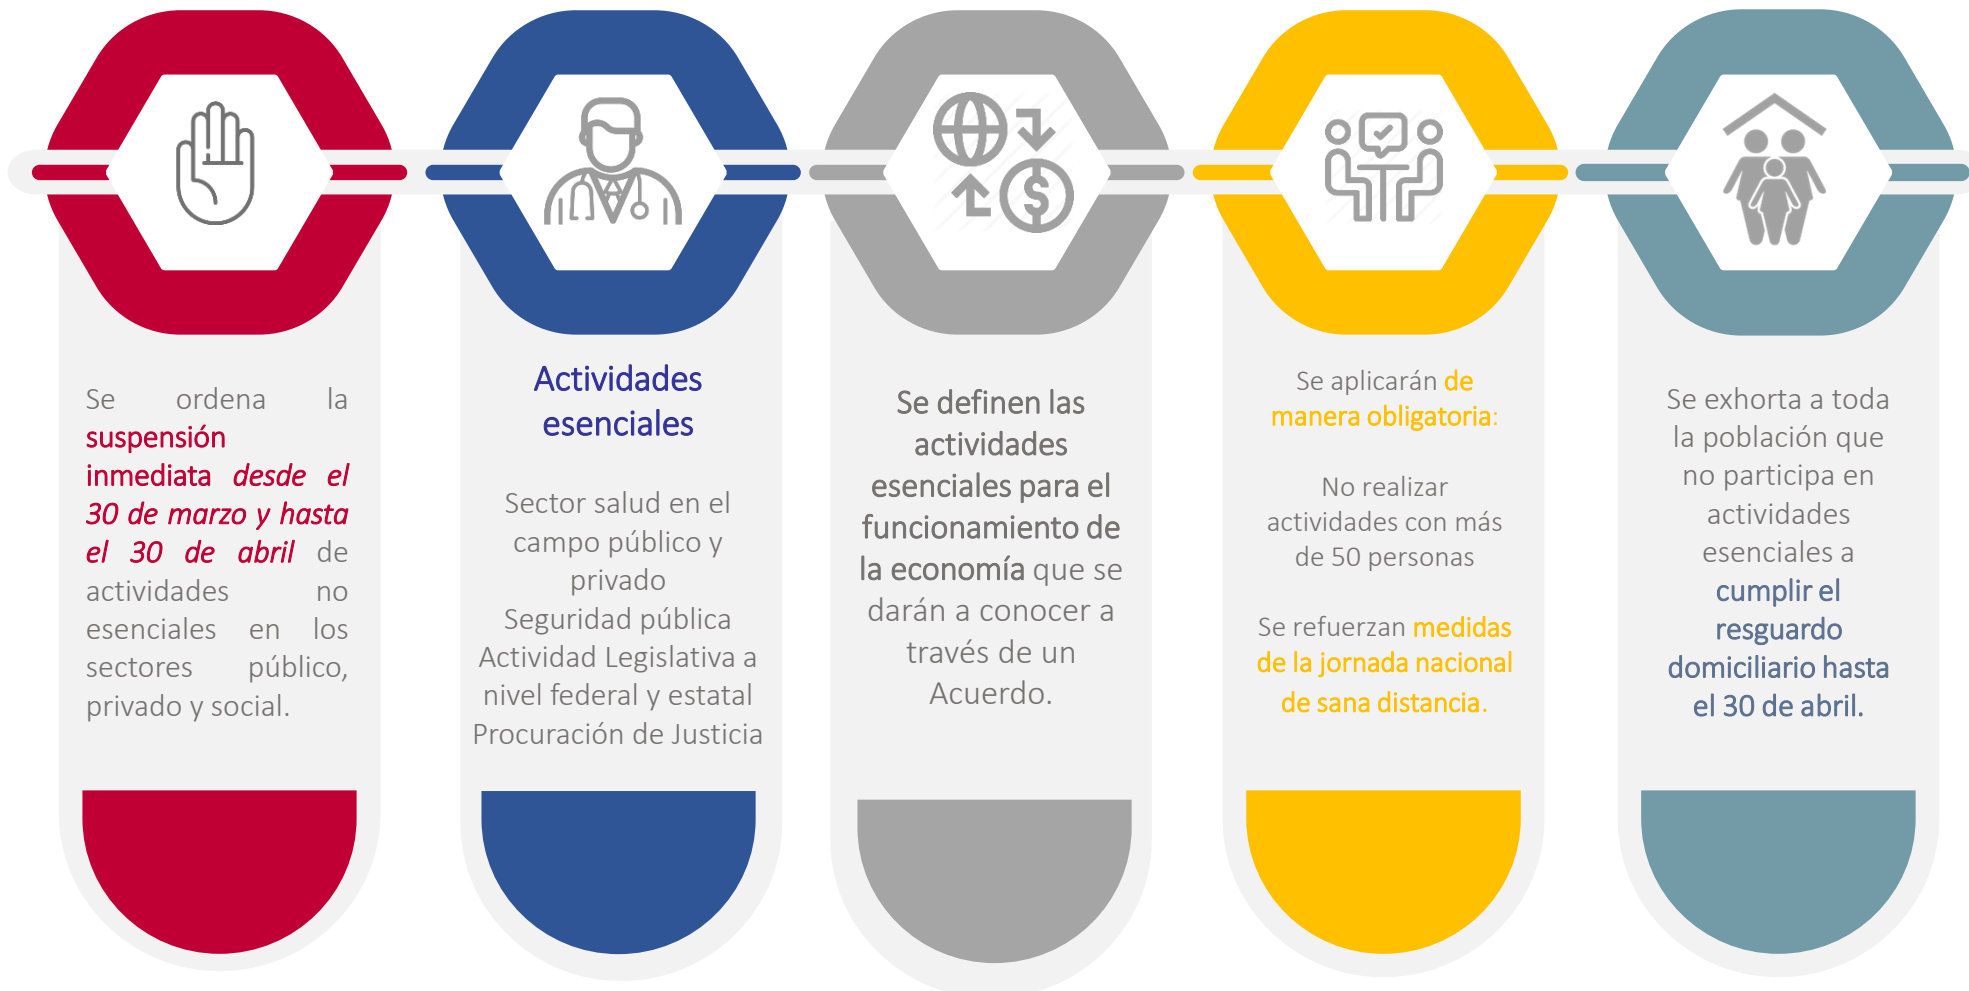 Se ordena la
suspensión
inmediata desde el
30 de marzo y hasta
el 30 de abril de
actividades no
esenciales en los
sectores público,
privado y social.
Actividades
esenciales
Sector salud en el
campo público y
privado
Seguridad pública
Actividad Legislativa a
nivel federal y estatal
Procuración de Justicia
Se definen las
actividades
esenciales para el
funcionamiento de
la economía que se
darán a conocer a
través de un
Acuerdo.
Se aplicarán de
manera obligatoria:
No realizar
actividades con más
de 50 personas
Se refuerzan medidas
de la jornada nacional
de sana distancia.
Se exhorta a toda
la población que
no participa en
actividades
esenciales a
cumplir el
resguardo
domiciliario hasta
el 30 de abril.